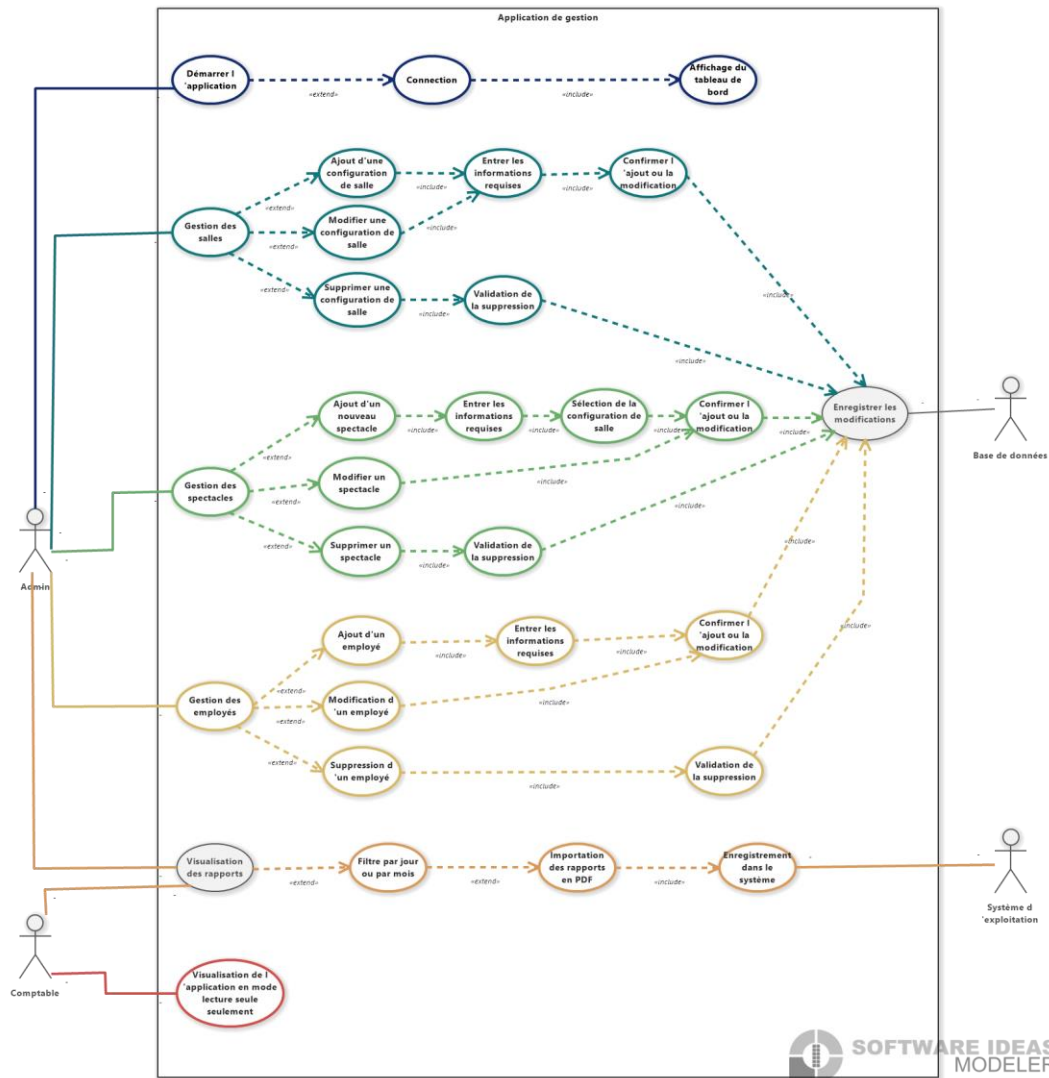 Application de gestion
Démarrer l
'application
«extend»
Connection
«include»
Affichage du
tableau de
bord
Gestion des
salles
«extend»
Ajout d'une
configuration
de salle
«include»
Entrer les
informations
requises
«include»
Confirmer l
'ajout ou la
modification
«include»
«extend»
Modifier une
configuration de
salle
«include»
«extend»
Supprimer une
configuration de
salle
«include»
Validation de
la suppression
«include»
Gestion des
spectacles
«extend»
Ajout d'un
nouveau
spectacle
«include»
Entrer les
informations
requises
«include»
Sélection de la
configuration de
salle
«include»
Confirmer l
'ajout ou la
modification
«include»
Enregistrer les
modifications
Base de données
«extend»
Modifier un
spectacle
«include»
«extend»
Supprimer un
spectacle
«include»
Validation de
la suppression
«include»
Admin
Gestion des
employés
«extend»
Ajout d'un
employé
«include»
Entrer les
informations
requises
«include»
Confirmer l
'ajout ou la
modification
«include»
«extend»
Modification d
'un employé
«include»
«extend»
Suppression d
'un employé
«include»
Validation de
la suppression
«include»
Visualisation
des rapports
«extend»
Filtre par jour
ou par mois
«extend»
Importation
des rapports
en PDF
«include»
Enregistrement
dans le
système
Système d
'exploitation
Comptable
Visualisation de l
'application en mode
lecture seule
seulement
SOFTWARE IDEAS
MODELER